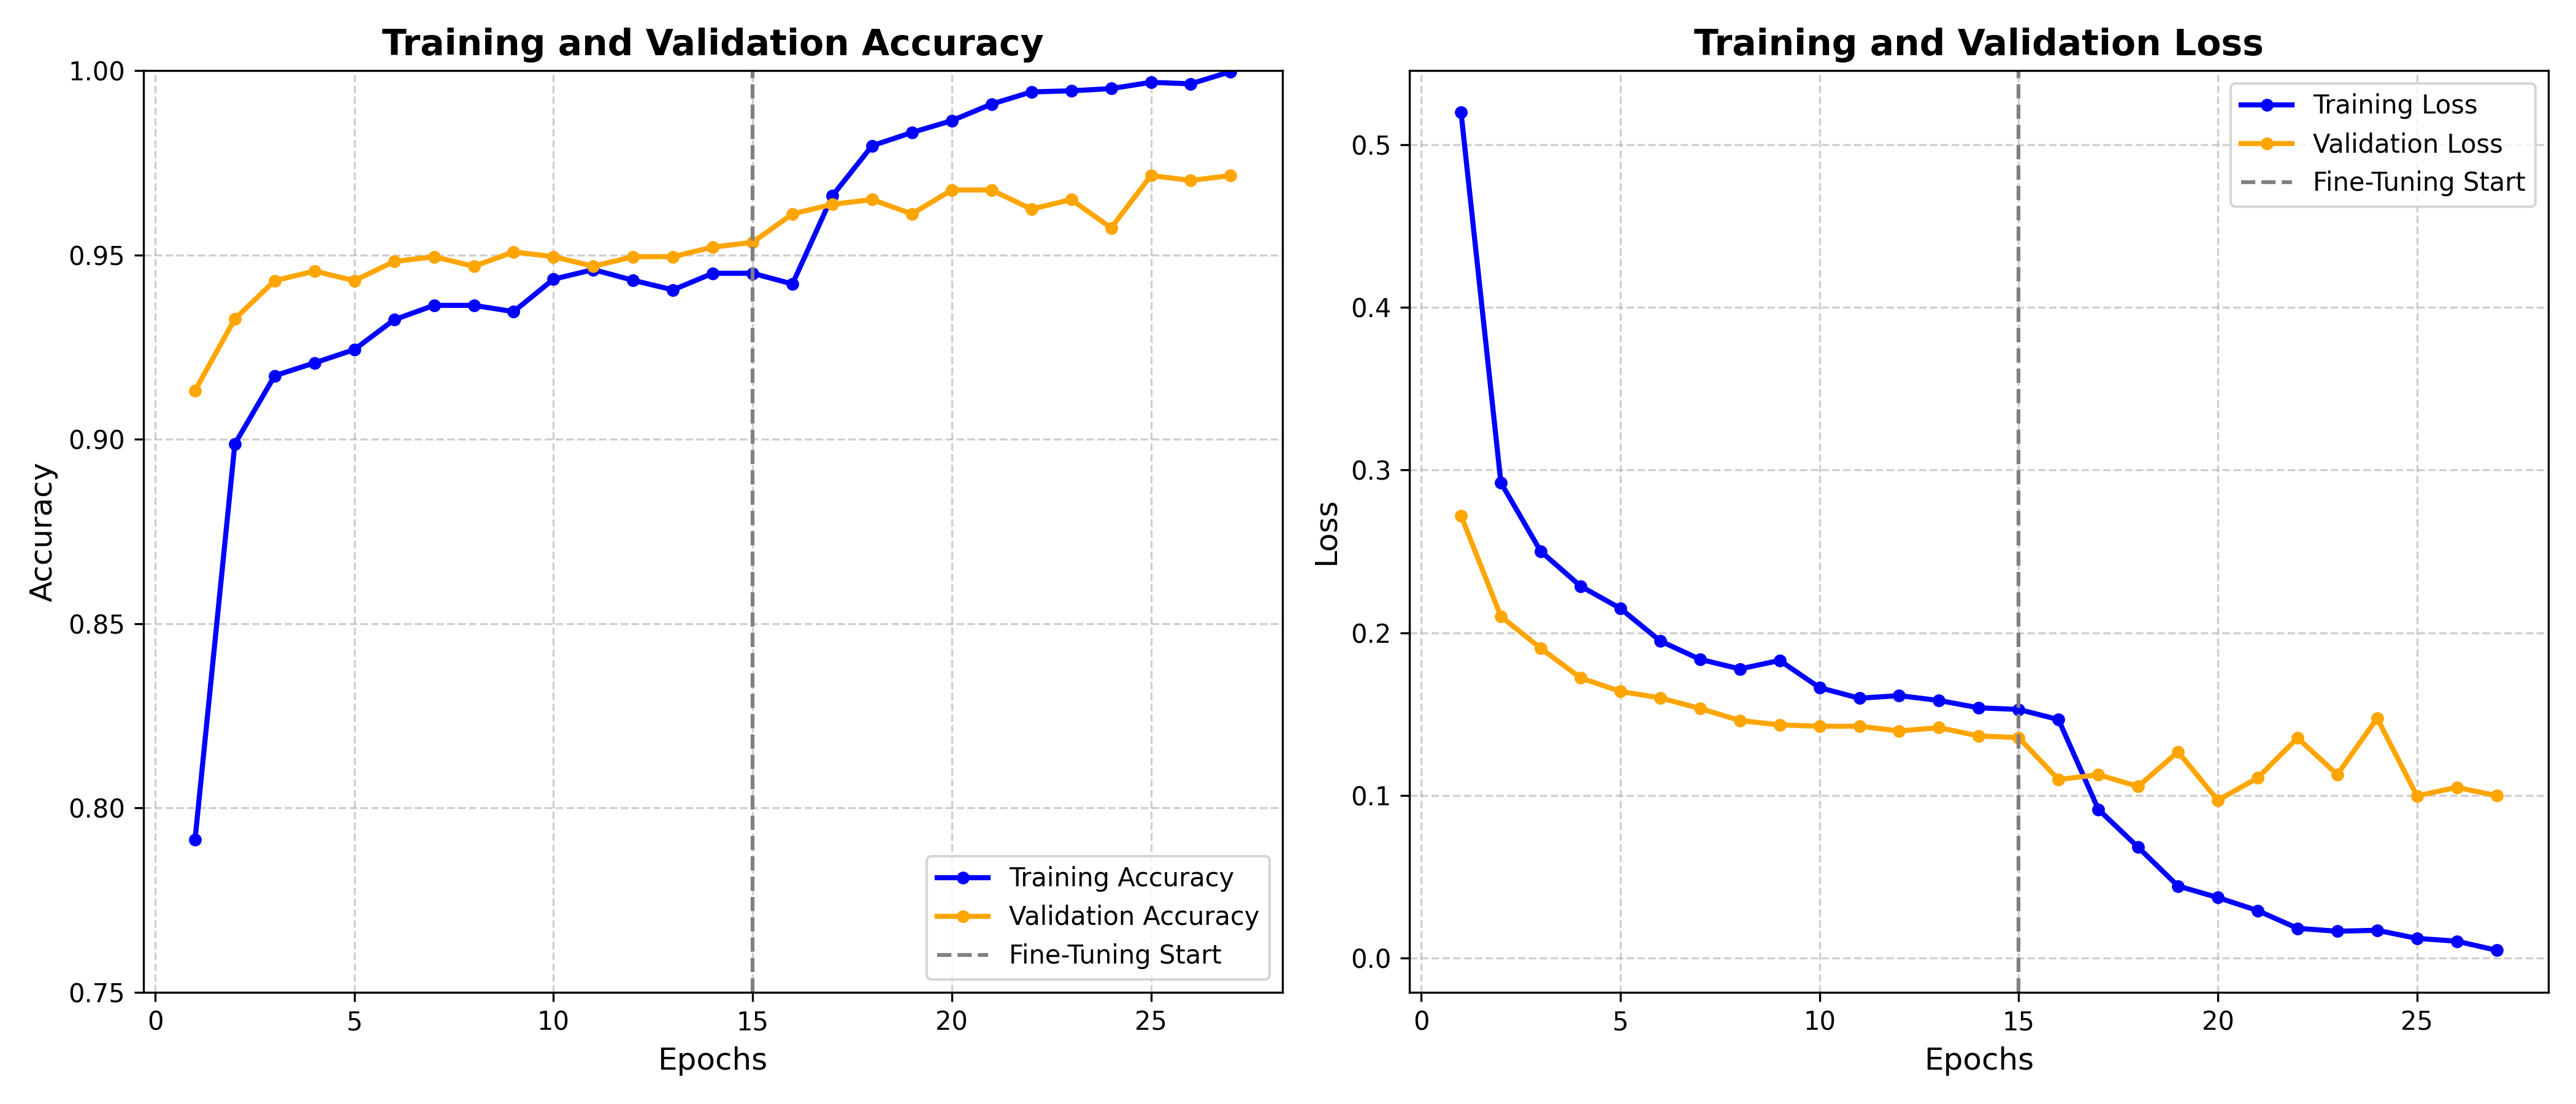 Training and Validation Accuracy
Accuracy
1.00
0.95
0.90
0.85
0.80
0.75
0
5
10
15
20
25
Epochs
Training Accuracy
Validation Accuracy
Fine-Tuning Start
Training and Validation Loss
Loss
0.5
0.4
0.3
0.2
0.1
0.0
0
5
10
15
20
25
Epochs
Training Loss
Validation Loss
Fine-Tuning Start